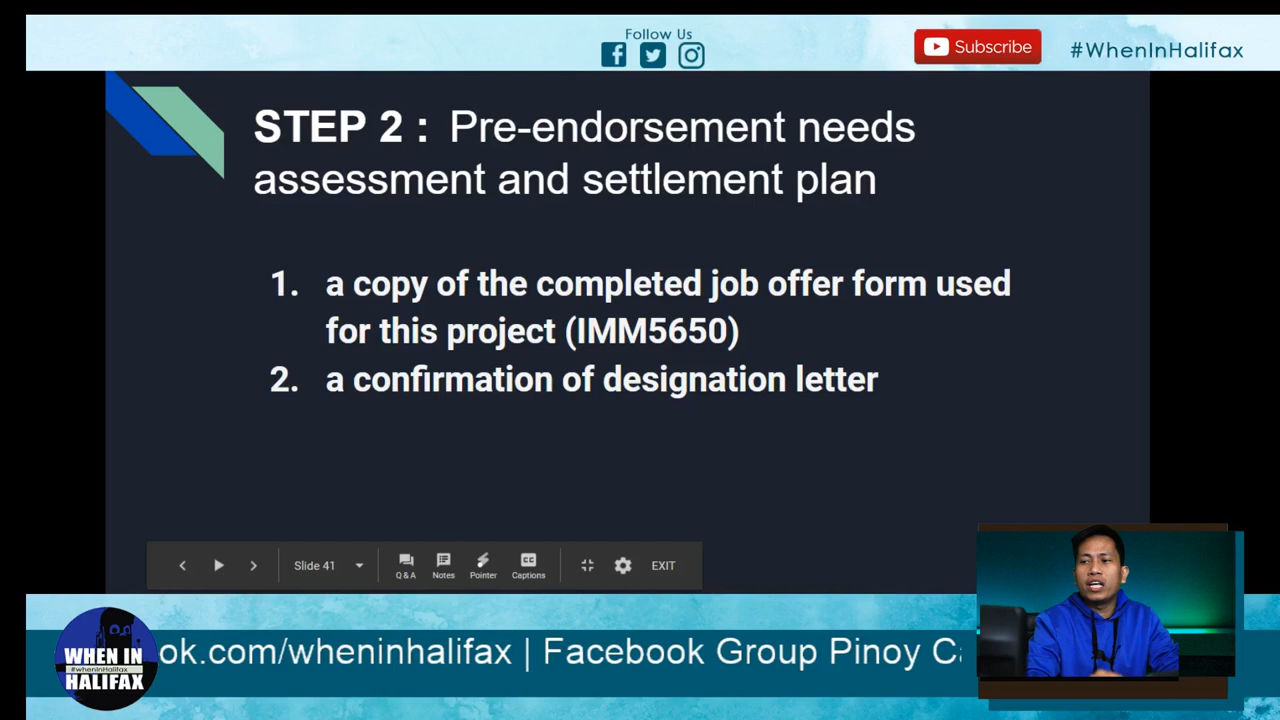 Follow Us
Subscribe
#WhenInHalifax
STEP 2 : Pre-endorsement needs
assessment and settlement plan
1. a copy of the completed job offer form used
for this project (IMM5650)
2. a confirmation of designation letter
Slide 41
Q & A
Notes
Pointer
Captions
EXIT
WHEN IN
#wheninHalifax
HALIFAX
ok.com/wheninhalifax | Facebook Group Pinoy